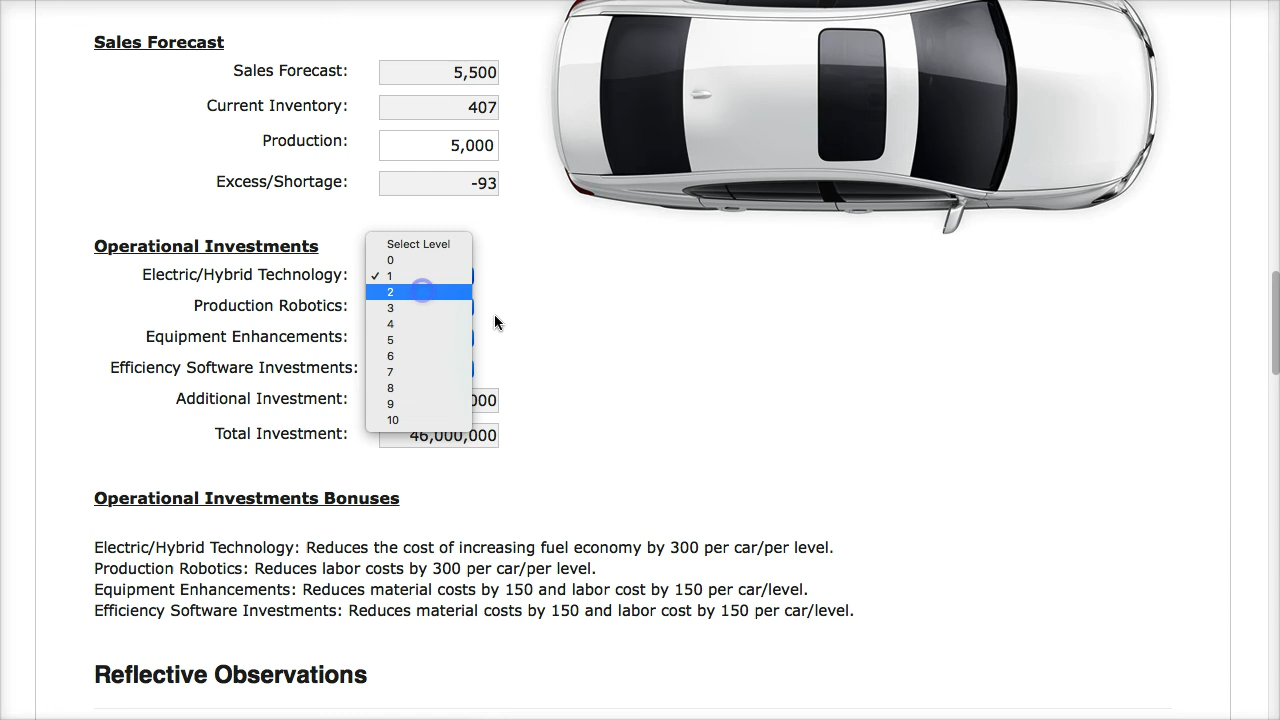 Sales Forecast
Sales Forecast: 5,500
Current Inventory: 407
Production: 5,000
Excess/Shortage: -93
Operational Investments
Select Level
0
Electric/Hybrid Technology:
✓ 1
2
Production Robotics:
3
4
Equipment Enhancements:
5
6
Efficiency Software Investments:
7
8
Additional Investment: 000
9
10
Total Investment: 46,000,000
Operational Investments Bonuses
Electric/Hybrid Technology: Reduces the cost of increasing fuel economy by 300 per car/per level.
Production Robotics: Reduces labor costs by 300 per car/per level.
Equipment Enhancements: Reduces material costs by 150 and labor cost by 150 per car/level.
Efficiency Software Investments: Reduces material costs by 150 and labor cost by 150 per car/level.
Reflective Observations